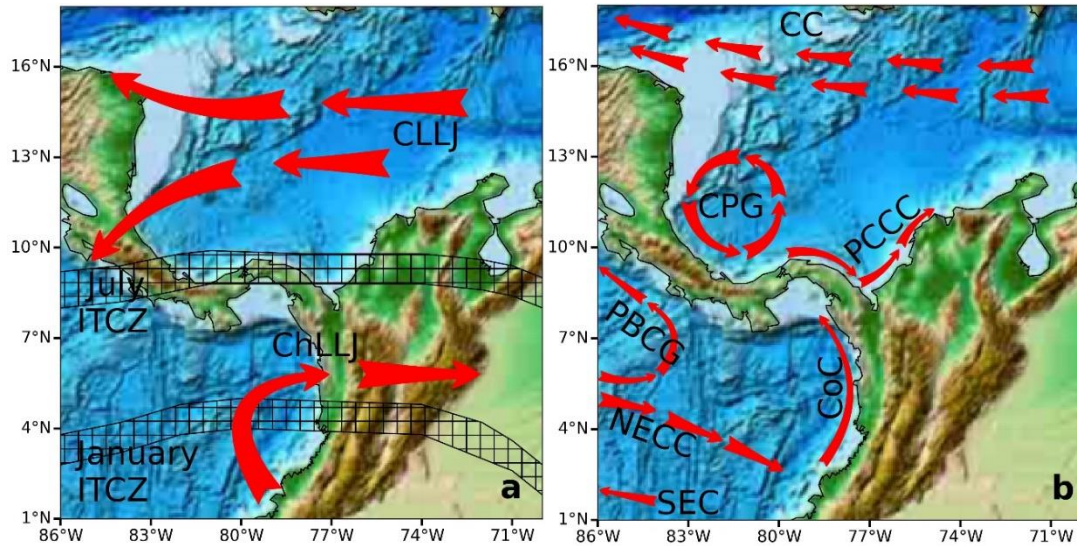 16°N
13°N
10°N
7°N
4°N
1°N
86°W
83°W
80°W
77°W
74°W
71°W
CLLJ
July
ITCZ
ChLLJ
January
ITCZ
a
16°N
13°N
10°N
7°N
4°N
1°N
86°W
83°W
80°W
77°W
74°W
71°W
CC
CPG
PCCC
PBCG
CoC
NECC
SEC
b